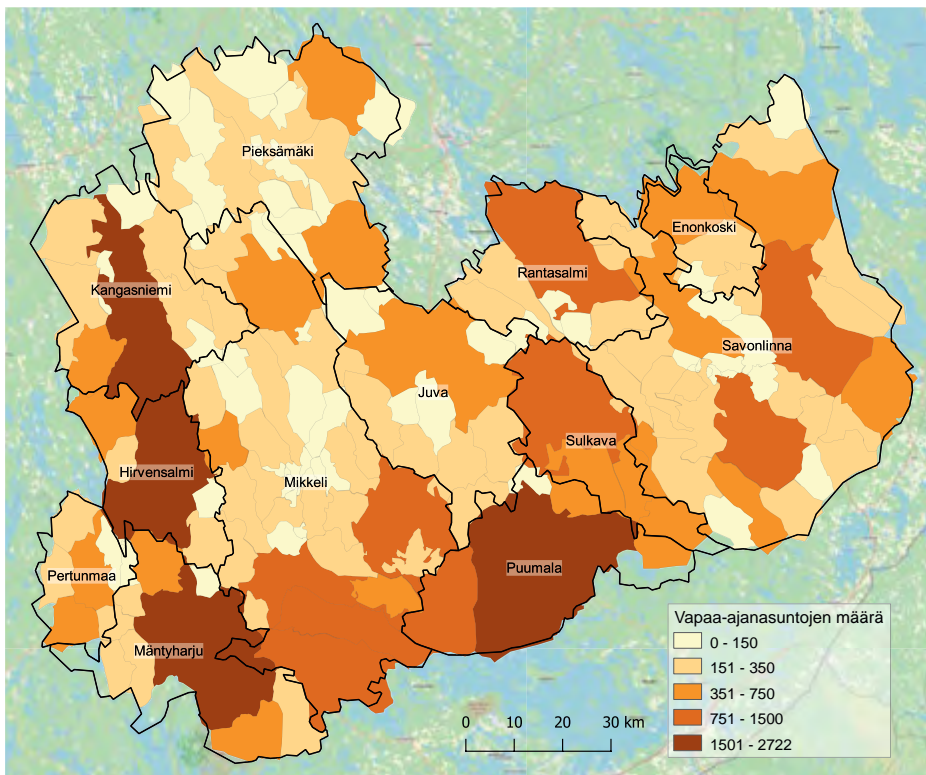 Pieksämäki
Enonkoski
Rantasalmi
Kangasniemi
Savonlinna
Juva
Sulkava
Hirvensalmi
Mikkeli
Puumala
Pertunmaa
Mäntyharju
Vapaa-ajanasuntojen määrä
0 - 150
151 - 350
351 - 750
751 - 1500
1501 - 2722
0 10 20 30 km